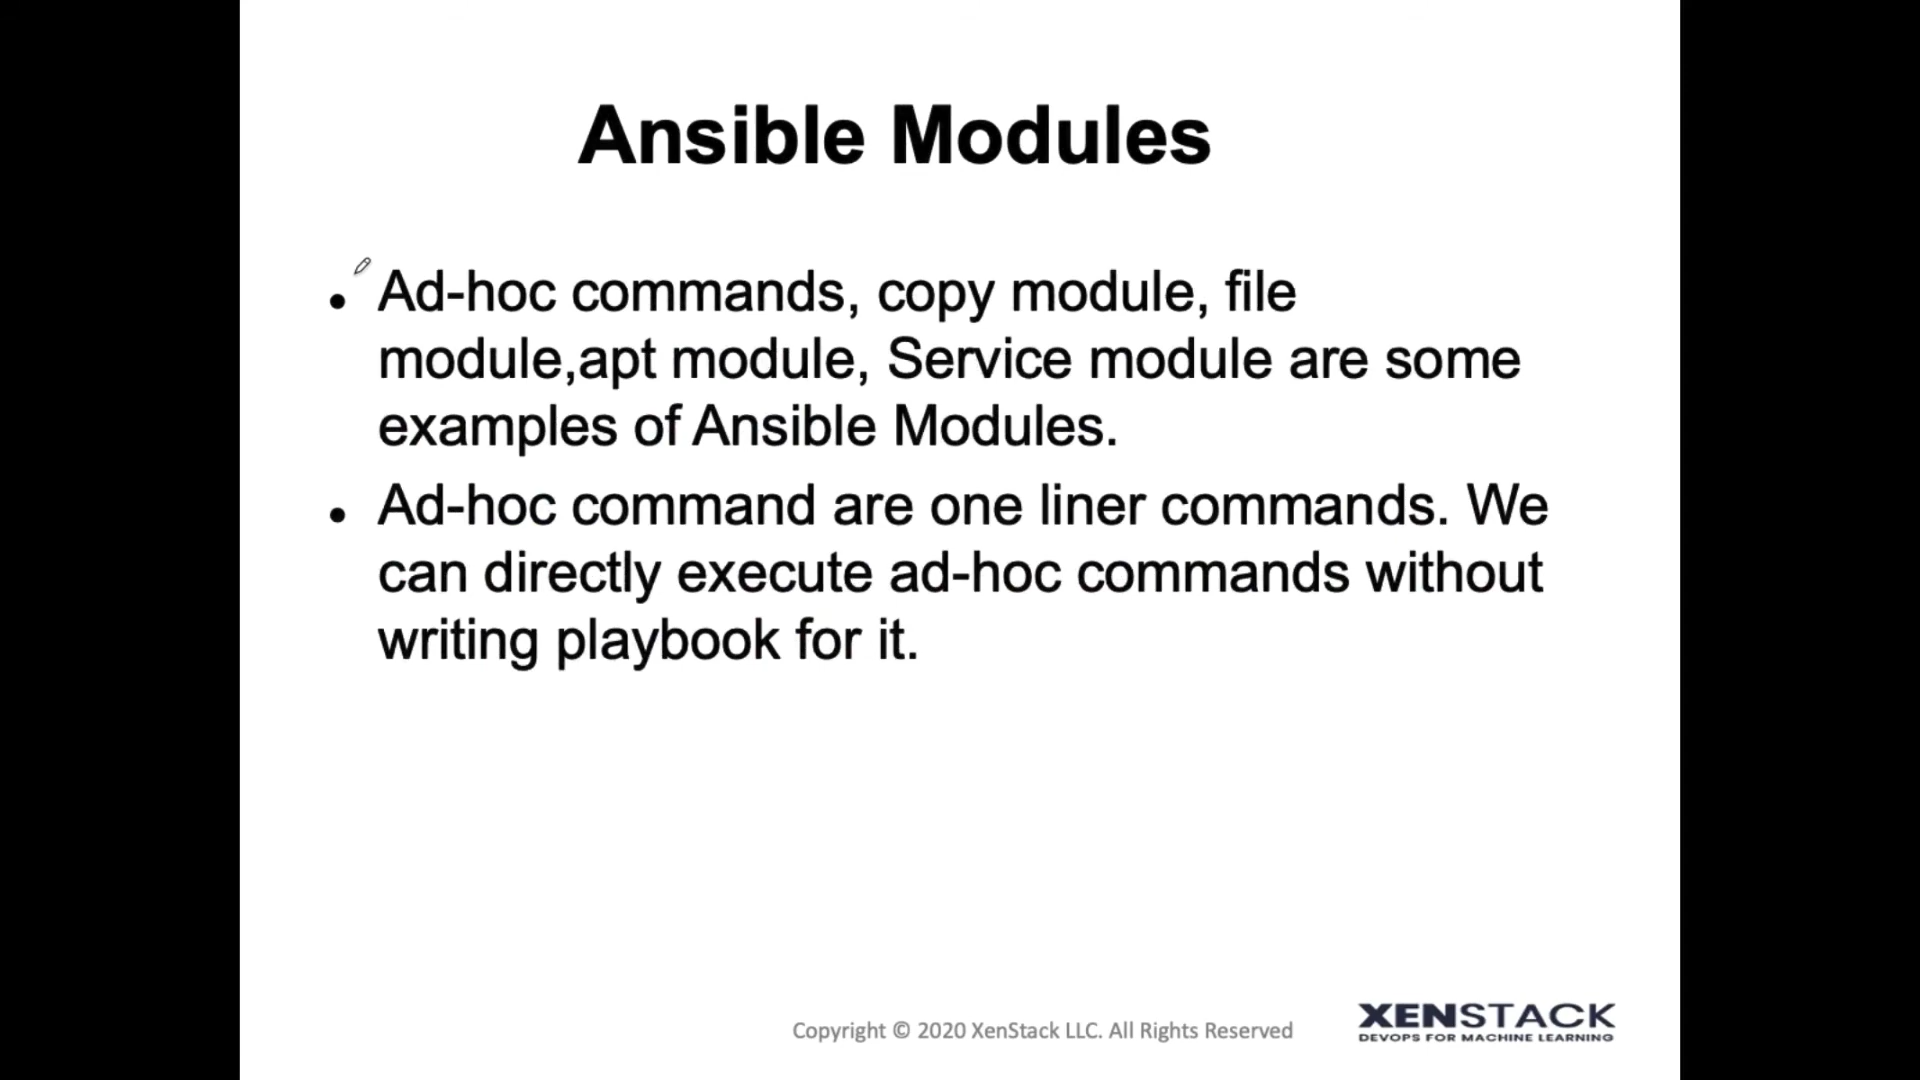 Ansible Modules
• Ad-hoc commands, copy module, file
module,apt module, Service module are some
examples of Ansible Modules.
• Ad-hoc command are one liner commands. We
can directly execute ad-hoc commands without
writing playbook for it.
Copyright © 2020 XenStack LLC. All Rights Reserved
XENSTACK
DEVOPS FOR MACHINE LEARNING